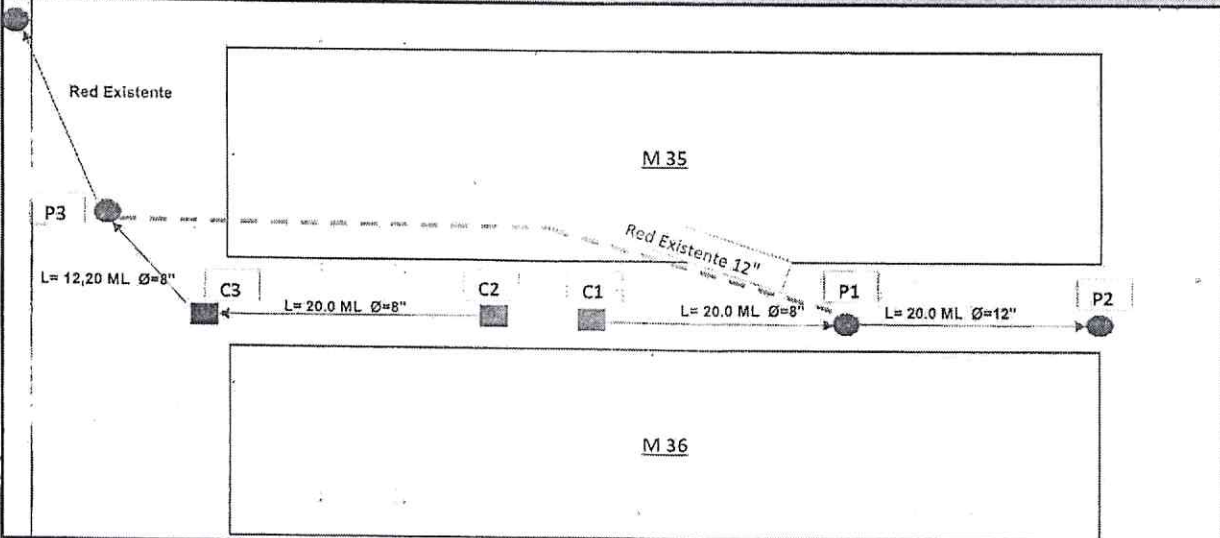 Red Existente
M 35
P3
Red Existente 12"
L= 12,20 ML Ø=8"
C3
L= 20.0 ML Ø=8"
C2
C1
L= 20.0 ML Ø=8"
P1
L= 20.0 ML Ø=12"
P2
M 36